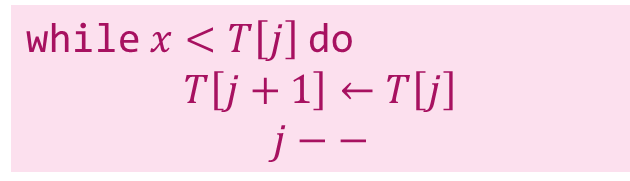 while x < T[j] do
T[j + 1] ← T[j]
j − −